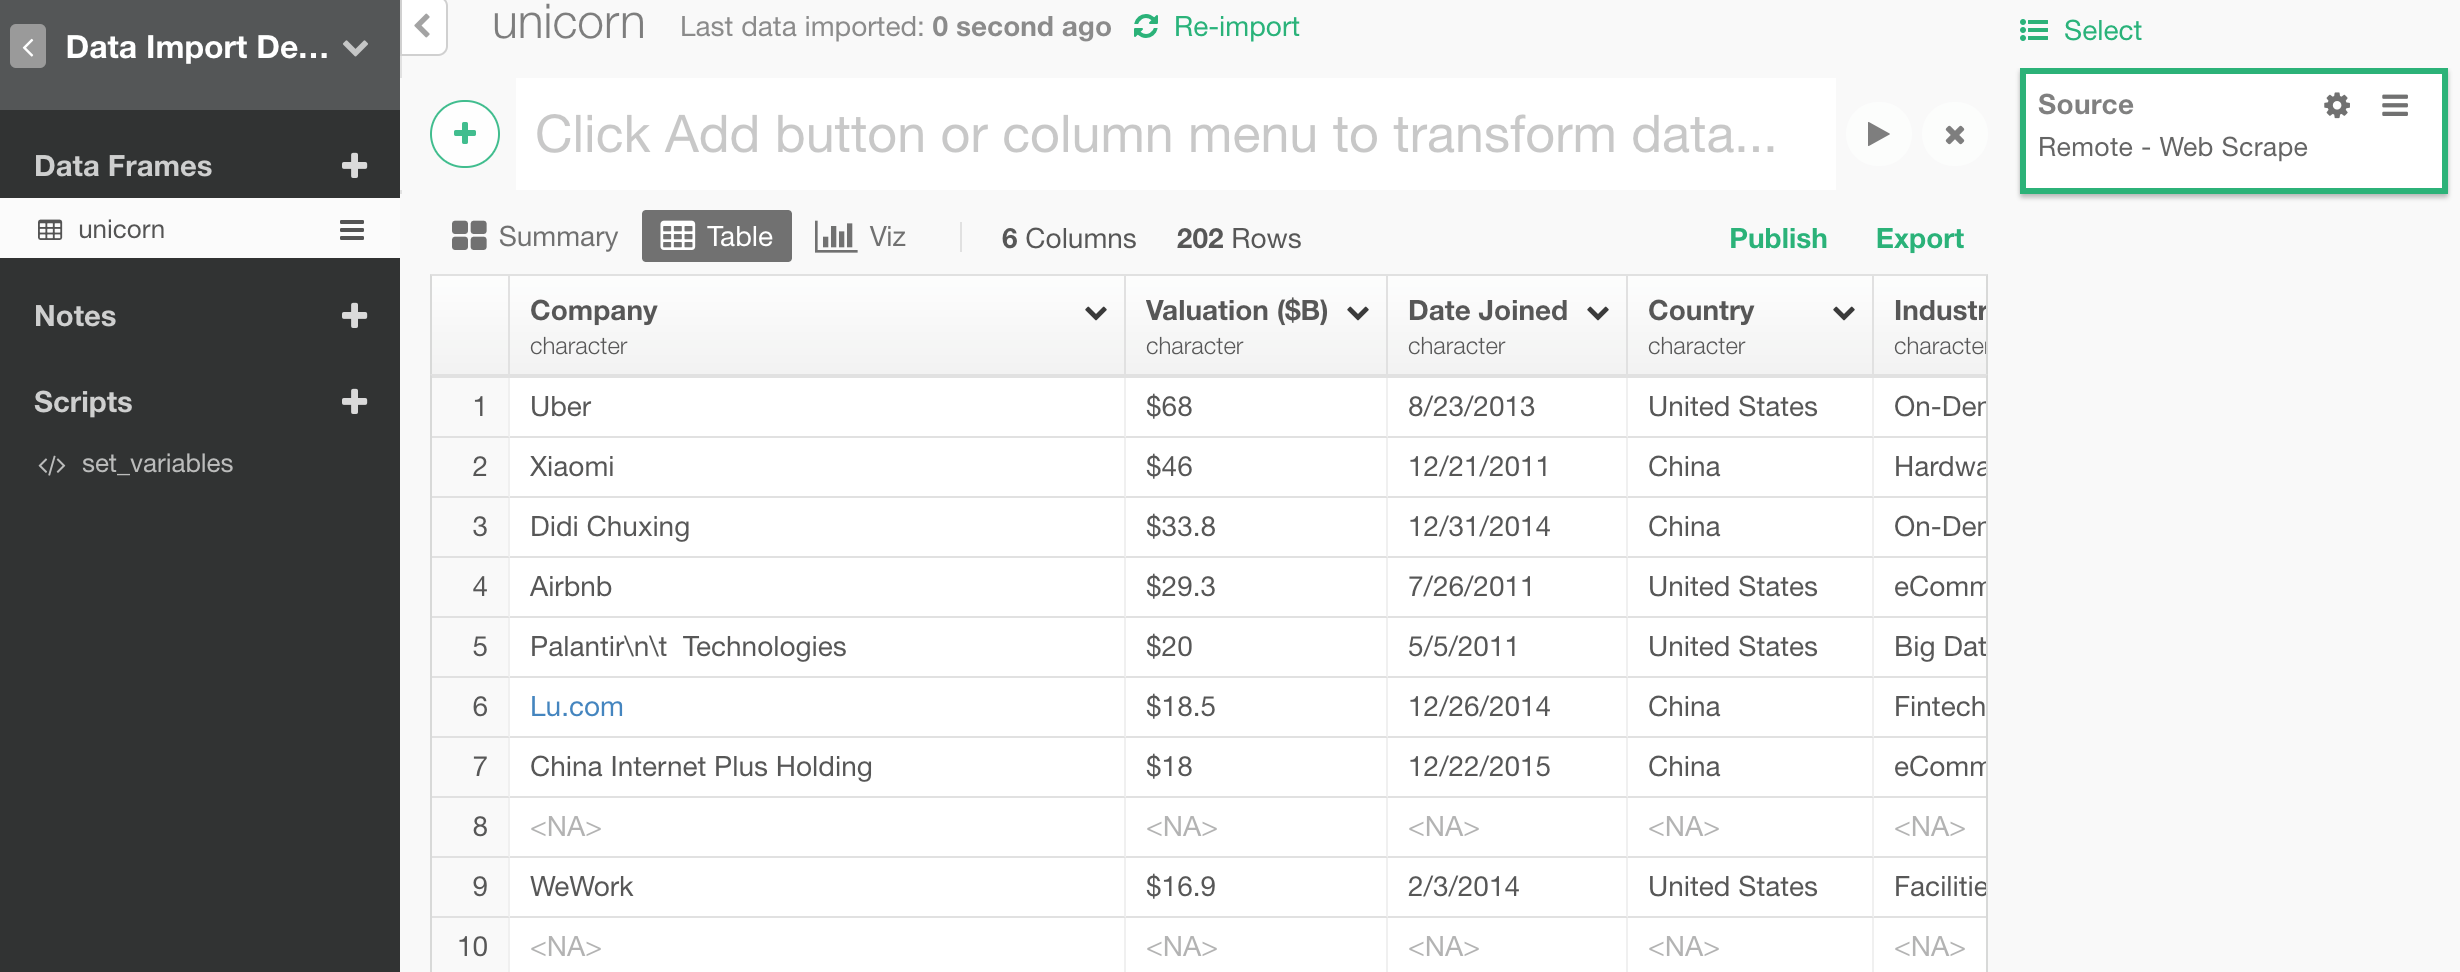 Data Import De...
Data Frames
unicorn
Notes
Scripts
</> set_variables
unicorn Last data imported: 0 second ago Re-import
Click Add button or column menu to transform data...
Summary Table Viz 6 Columns 202 Rows Publish Export
Company Valuation ($B) Date Joined Country Industr
character character character character character
1 Uber $68 8/23/2013 United States On-Der
2 Xiaomi $46 12/21/2011 China Hardwa
3 Didi Chuxing $33.8 12/31/2014 China On-Der
4 Airbnb $29.3 7/26/2011 United States eComm
5 Palantir\n\t  Technologies $20 5/5/2011 United States Big Dat
6 Lu.com $18.5 12/26/2014 China Fintech
7 China Internet Plus Holding $18 12/22/2015 China eComm
8 <NA> <NA> <NA> <NA> <NA>
9 WeWork $16.9 2/3/2014 United States Facilitie
10 <NA> <NA> <NA> <NA> <NA>
Select
Source
Remote - Web Scrape